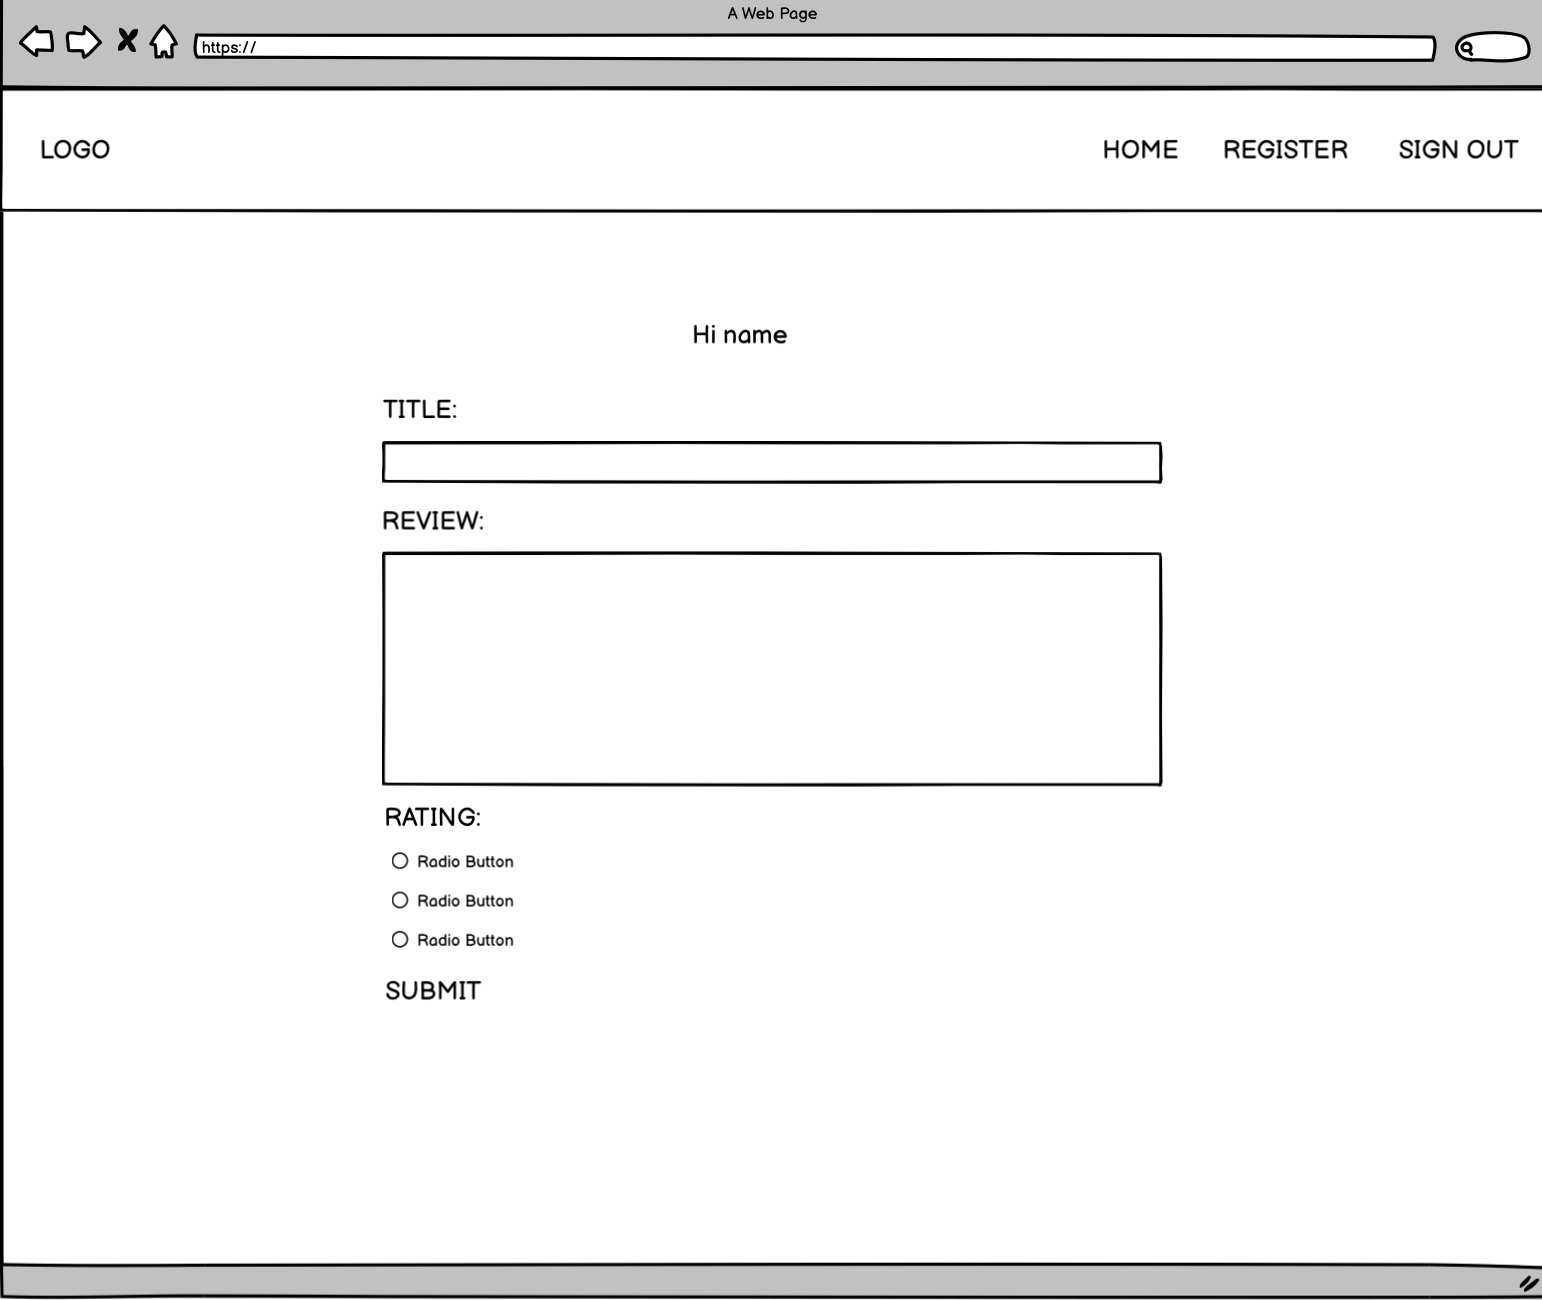 A Web Page
https://
LOGO HOME REGISTER SIGN OUT
Hi name
TITLE:
REVIEW:
RATING:
Radio Button
Radio Button
Radio Button
SUBMIT